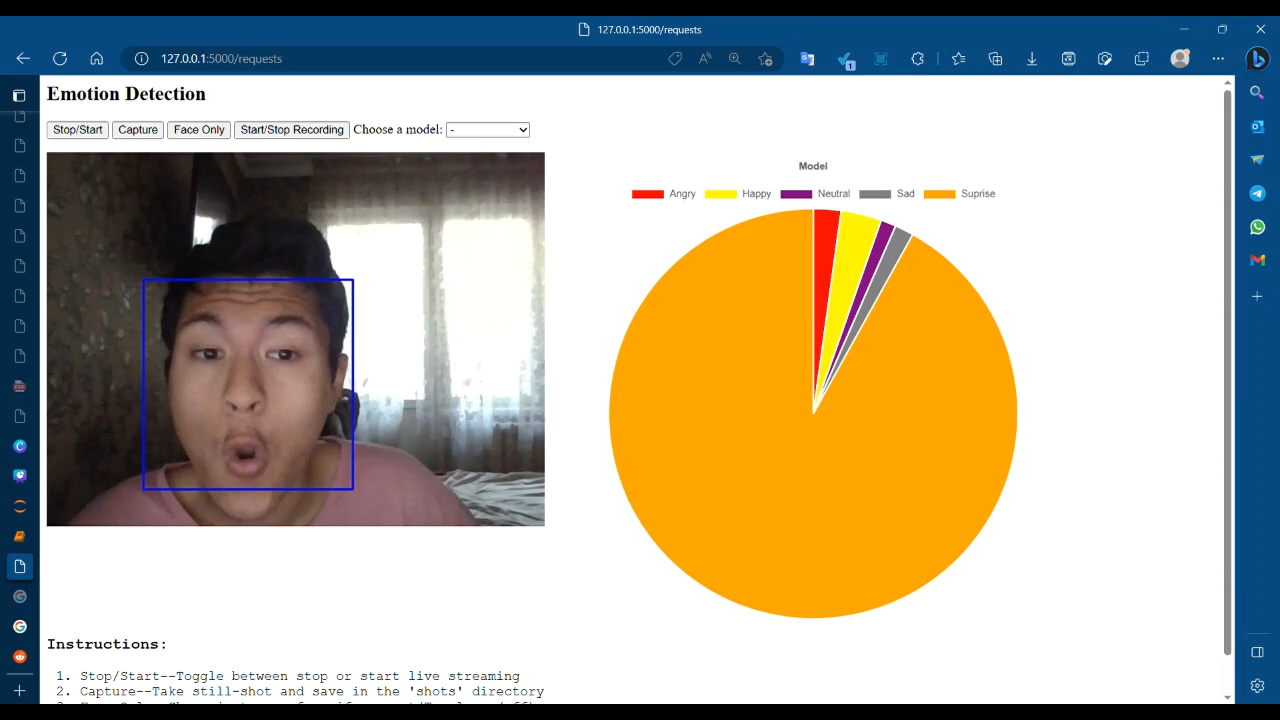 127.0.0.1:5000/requests
127.0.0.1:5000/requests
1
Emotion Detection
Stop/Start Capture Face Only Start/Stop Recording Choose a model: -
Model
Angry Happy Neutral Sad Suprise
Instructions:
1. Stop/Start--Toggle between stop or start live streaming
2. Capture--Take still-shot and save in the 'shots' directory